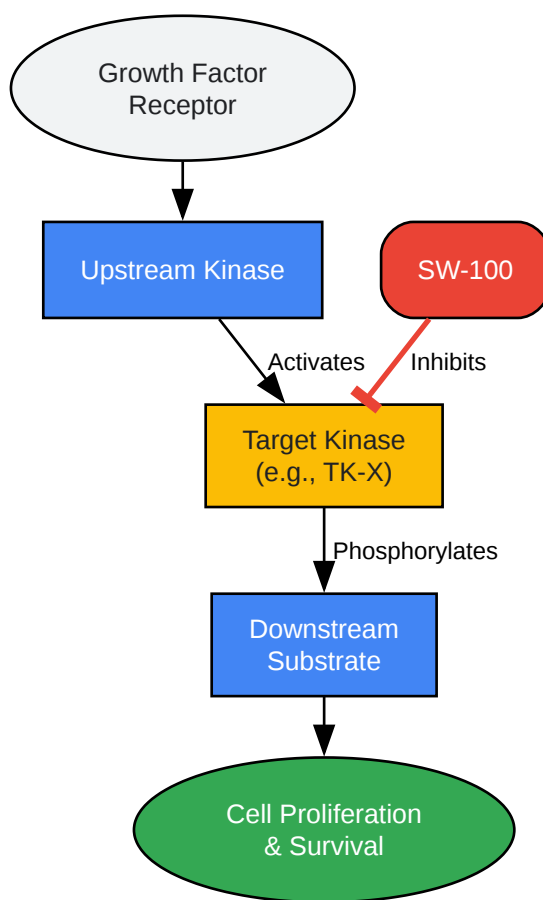 Growth Factor
Receptor
Upstream Kinase
SW-100
Activates
Inhibits
Target Kinase
(e.g., TK-X)
Phosphorylates
Downstream
Substrate
Cell Proliferation
& Survival